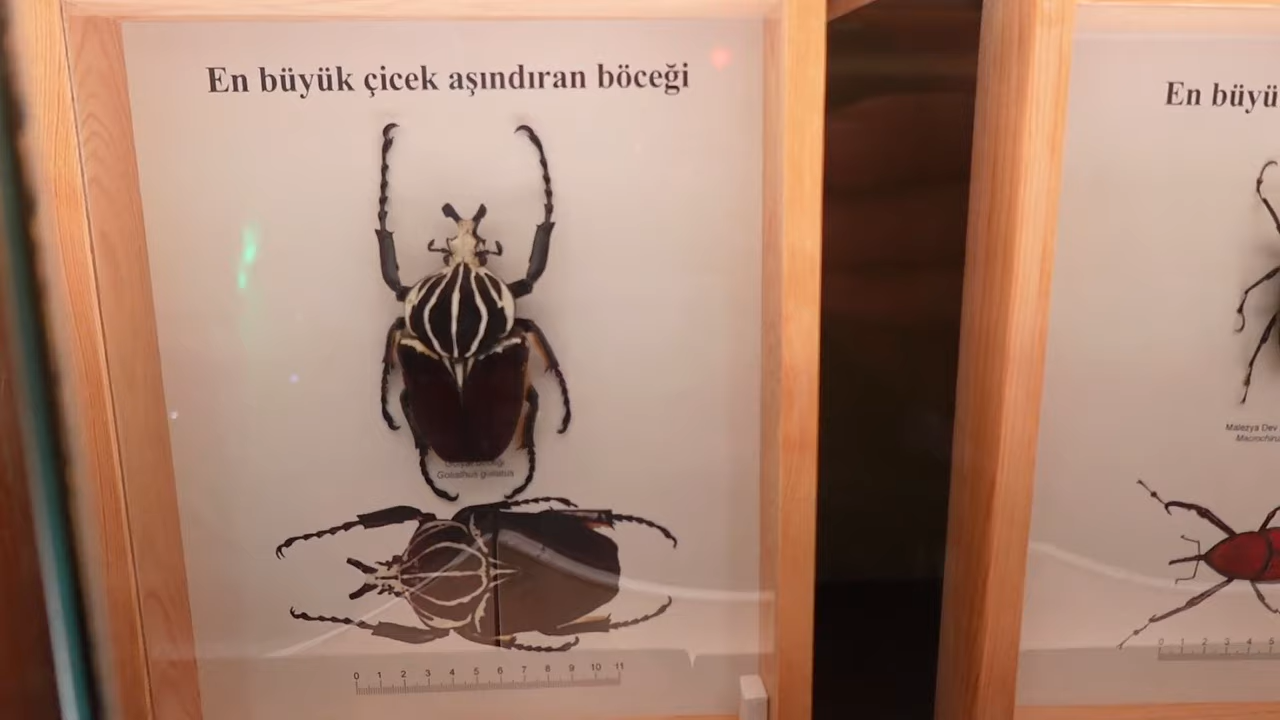 En büyük çicek aşındıran böceği
Goliathus goliatus
0 1 2 3 4 5 6 7 8 9 10 11
En büyü
Malezya Dev
0 1 2 3 4 5